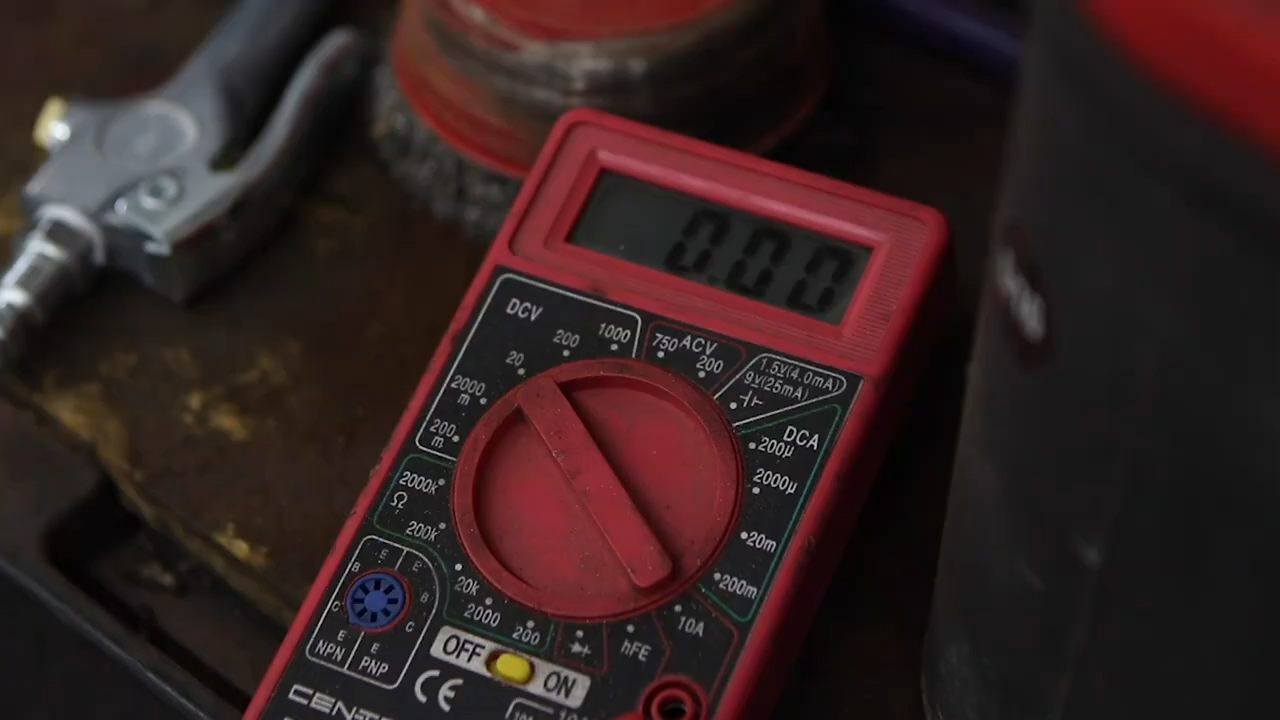 0.00
DCV
200
1000
20
2000
m
200
m
750 ACV
200
1.5V(4.0mA)
9V(25mA)
DCA
200µ
2000µ
20m
200m
10A
hFE
2000k
Ω
200k
20k
2000
200
E
B
E
B
C
C
E
E
NPN
PNP
OFF
ON
CE